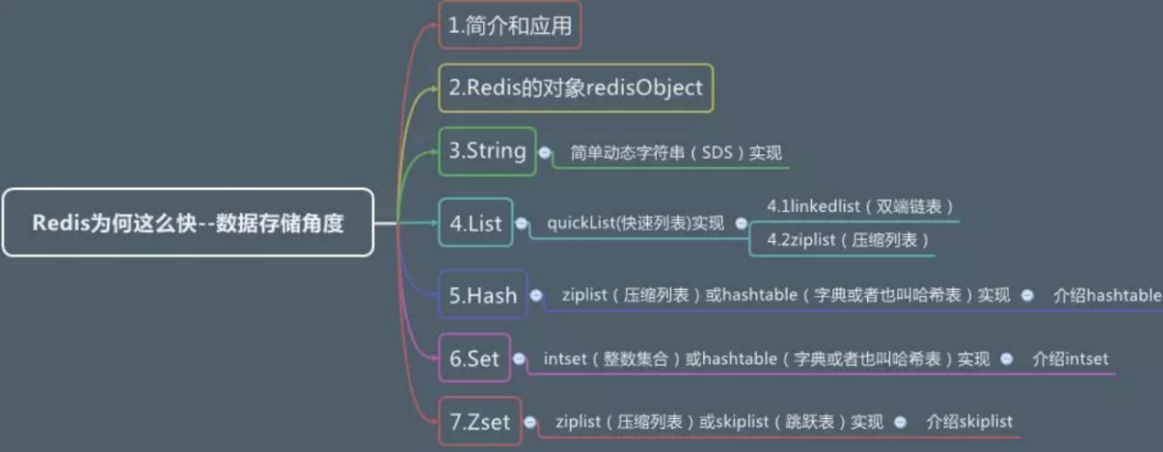 1.简介和应用
2.Redis的对象redisObject
3.String
简单动态字符串（SDS）实现
Redis为何这么快--数据存储角度
4.List
quickList(快速列表)实现
4.1linkedlist（双端链表）
4.2ziplist（压缩列表）
5.Hash
ziplist（压缩列表）或hashtable（字典或者也叫哈希表）实现
介绍hashtable
6.Set
intset（整数集合）或hashtable（字典或者也叫哈希表）实现
介绍intset
7.Zset
ziplist（压缩列表）或skiplist（跳跃表）实现
介绍skiplist